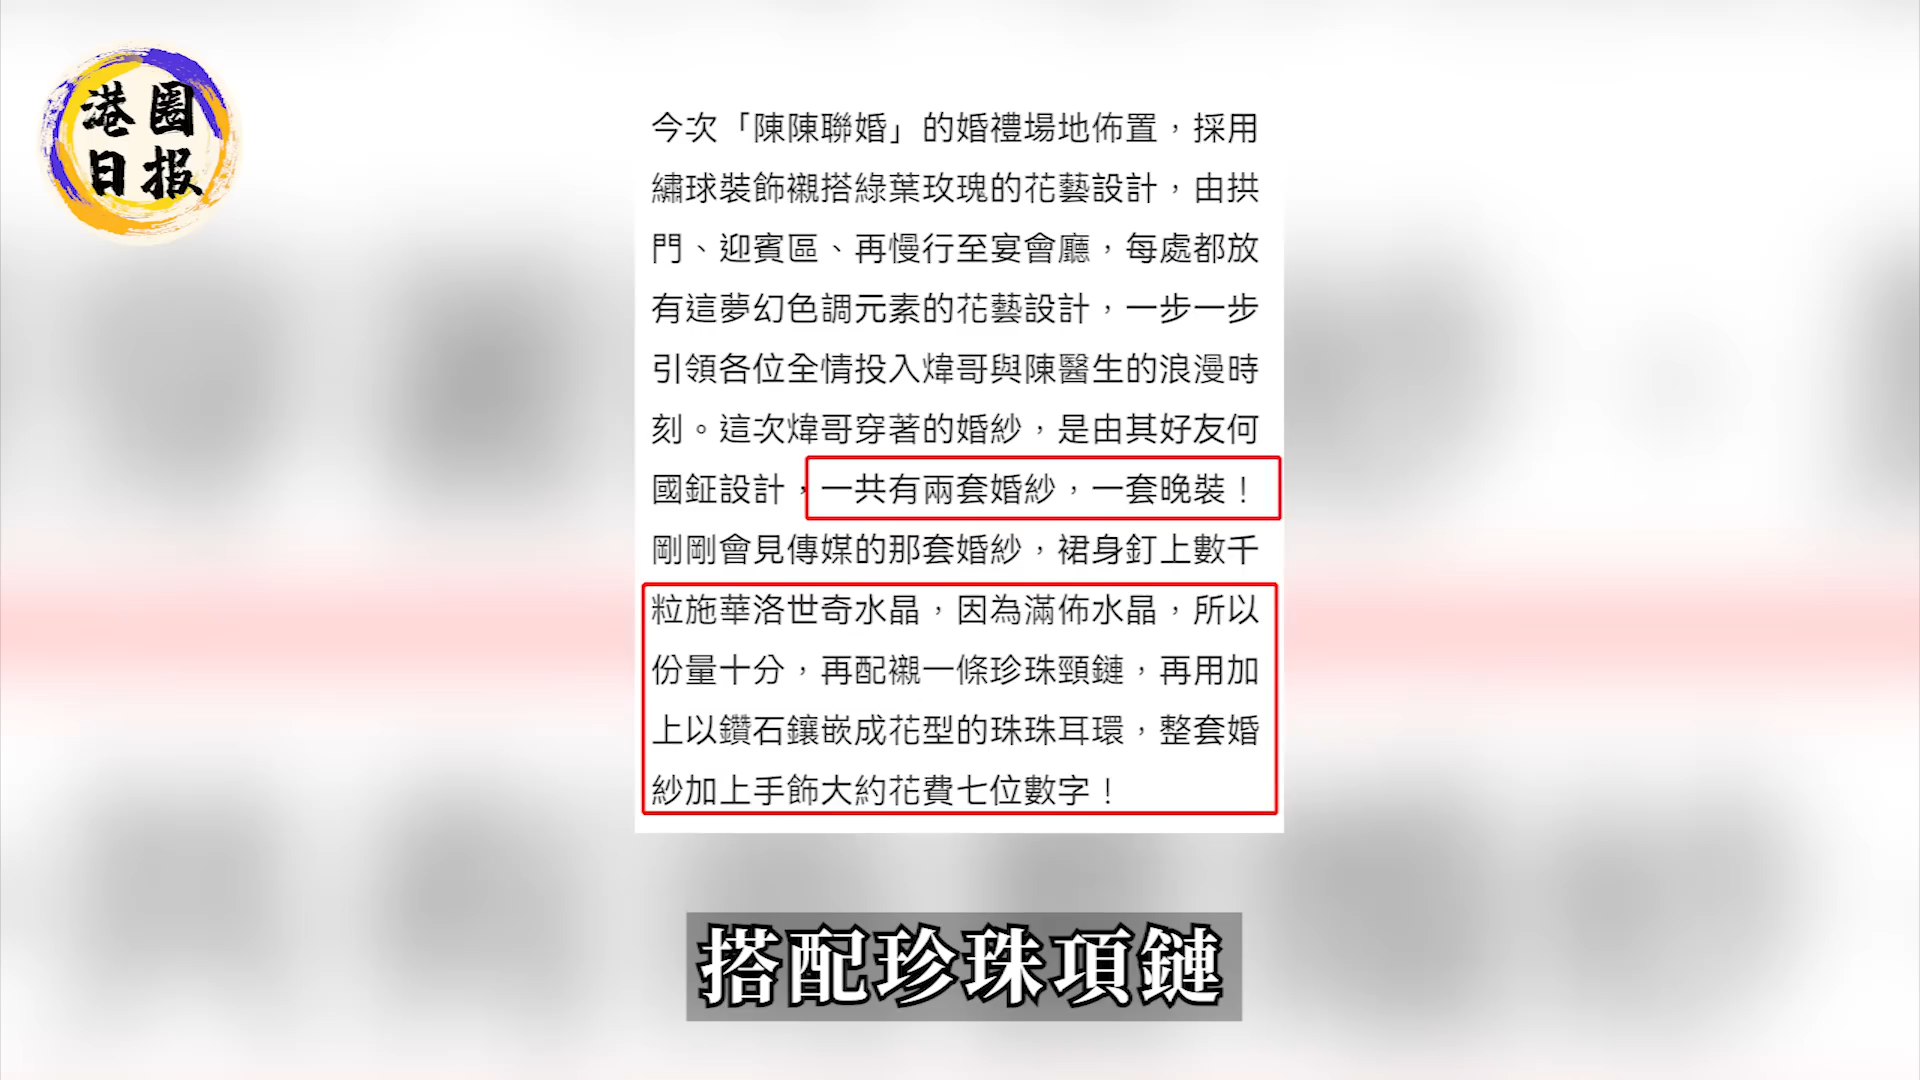 港圈
日报
今次「陳陳聯婚」的婚禮場地佈置，採用
繡球裝飾襯搭綠葉玫瑰的花藝設計，由拱
門、迎賓區、再慢行至宴會廳，每處都放
有這夢幻色調元素的花藝設計，一步一步
引領各位全情投入煒哥與陳醫生的浪漫時
刻。這次煒哥穿著的婚紗，是由其好友何
國鉦設計，一共有兩套婚紗，一套晚裝！
剛剛會見傳媒的那套婚紗，裙身釘上數千
粒施華洛世奇水晶，因為滿佈水晶，所以
份量十分，再配襯一條珍珠頸鏈，再用加
上以鑽石鑲嵌成花型的珠珠耳環，整套婚
紗加上手飾大約花費七位數字！
搭配珍珠項鏈